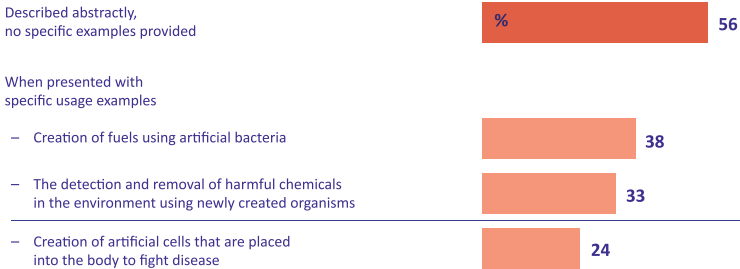 Described abstractly,
no specific examples provided
%
56
When presented with
specific usage examples
– Creation of fuels using artificial bacteria
38
– The detection and removal of harmful chemicals
in the environment using newly created organisms
33
– Creation of artificial cells that are placed
into the body to fight disease
24